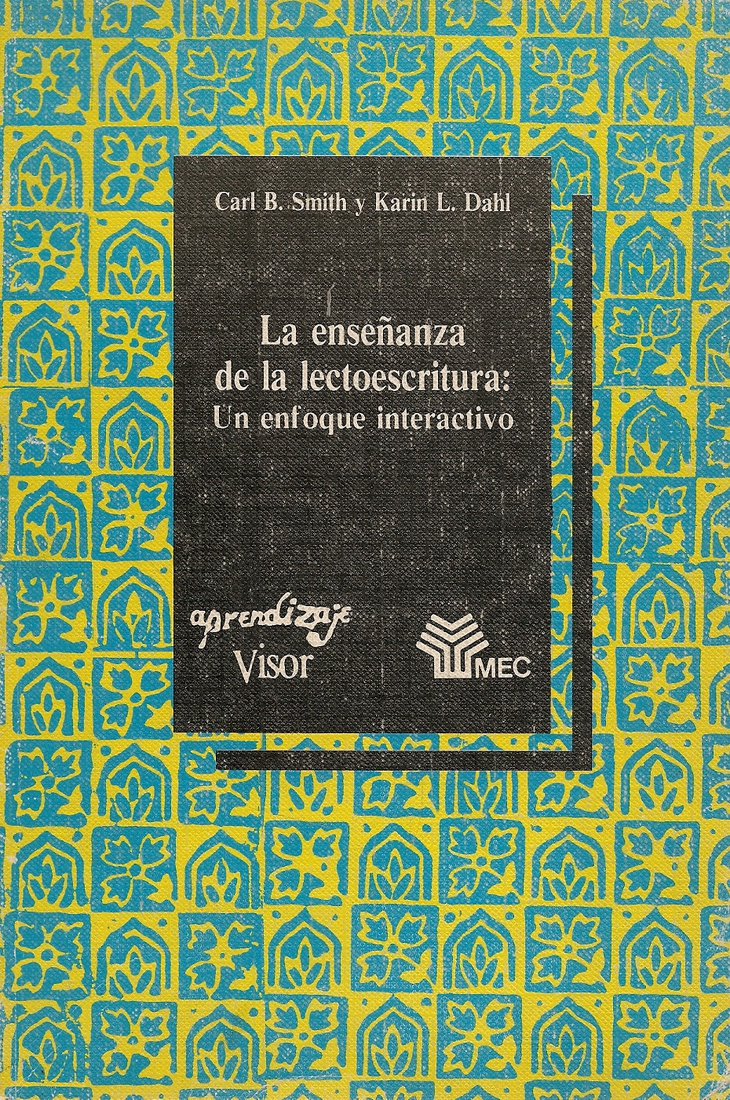 Carl B. Smith y Karin L. Dahl
La enseñanza
de la lectoescritura:
Un enfoque interactivo
aprendizaje
Visor
MEC